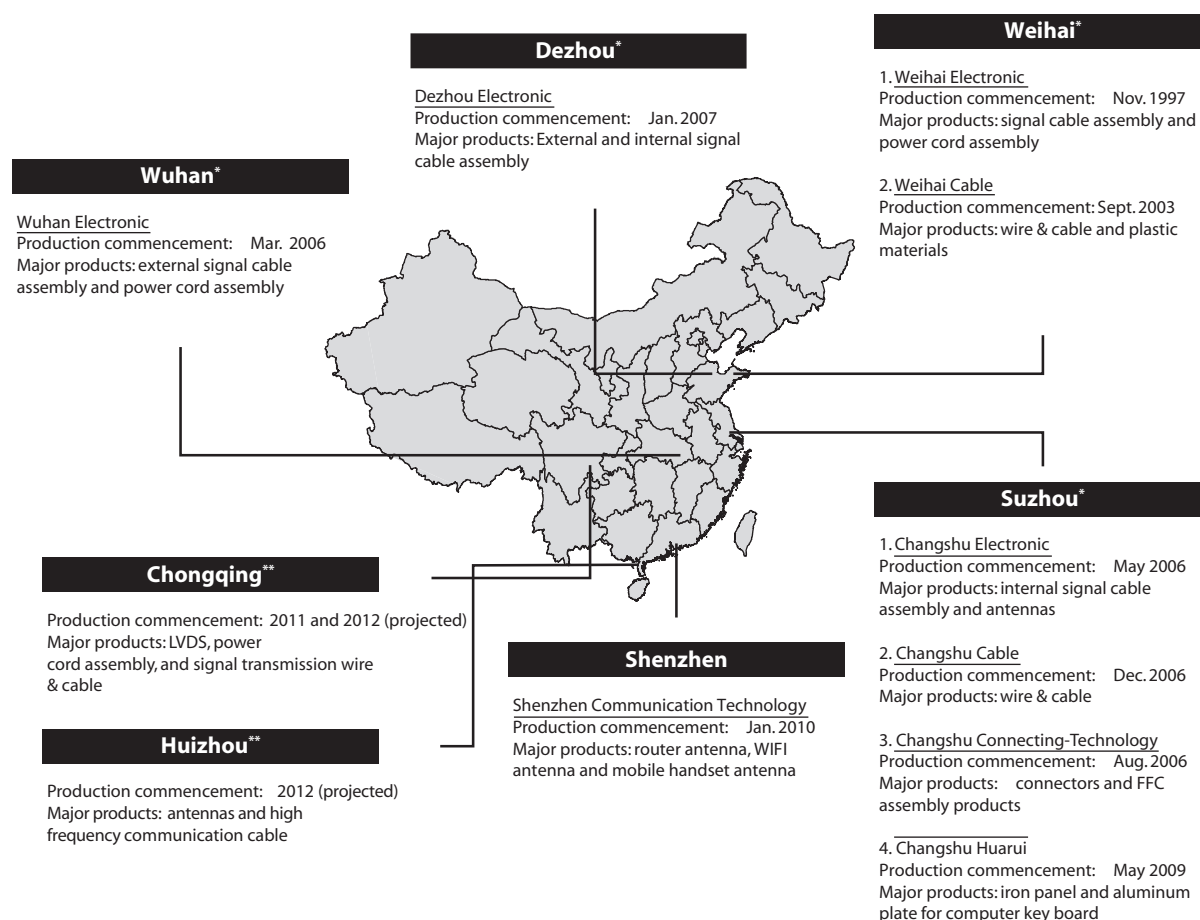 Dezhou*
Dezhou Electronic
Production commencement: Jan. 2007
Major products: External and internal signal
cable assembly
Weihai*
1. Weihai Electronic
Production commencement: Nov. 1997
Major products: signal cable assembly and
power cord assembly
2. Weihai Cable
Production commencement: Sept. 2003
Major products: wire & cable and plastic
materials
Wuhan*
Wuhan Electronic
Production commencement: Mar. 2006
Major products: external signal cable
assembly and power cord assembly
Suzhou*
1. Changshu Electronic
Production commencement: May 2006
Major products: internal signal cable
assembly and antennas
2. Changshu Cable
Production commencement: Dec. 2006
Major products: wire & cable
3. Changshu Connecting-Technology
Production commencement: Aug. 2006
Major products: connectors and FFC
assembly products
4. Changshu Huarui
Production commencement: May 2009
Major products: iron panel and aluminum
plate for computer key board
Chongqing**
Production commencement: 2011 and 2012 (projected)
Major products: LVDS, power
cord assembly, and signal transmission wire
& cable
Shenzhen
Shenzhen Communication Technology
Production commencement: Jan. 2010
Major products: router antenna, WIFI
antenna and mobile handset antenna
Huizhou**
Production commencement: 2012 (projected)
Major products: antennas and high
frequency communication cable